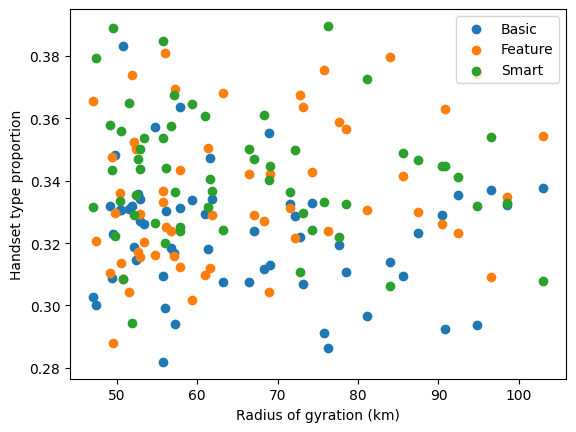 Basic
Feature
Smart
0.38
0.36
0.34
0.32
0.30
0.28
Handset type proportion
50
60
70
80
90
100
Radius of gyration (km)